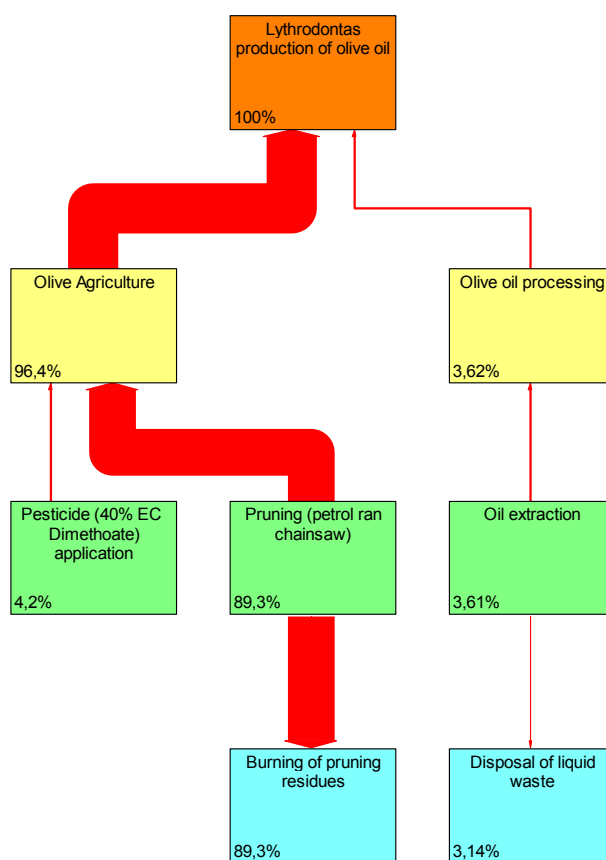 Lythrodontas
production of olive oil
100%
Olive Agriculture
96,4%
Olive oil processing
3,62%
Pesticide (40% EC
Dimethoate)
application
4,2%
Pruning (petrol ran
chainsaw)
89,3%
Oil extraction
3,61%
Burning of pruning
residues
89,3%
Disposal of liquid
waste
3,14%